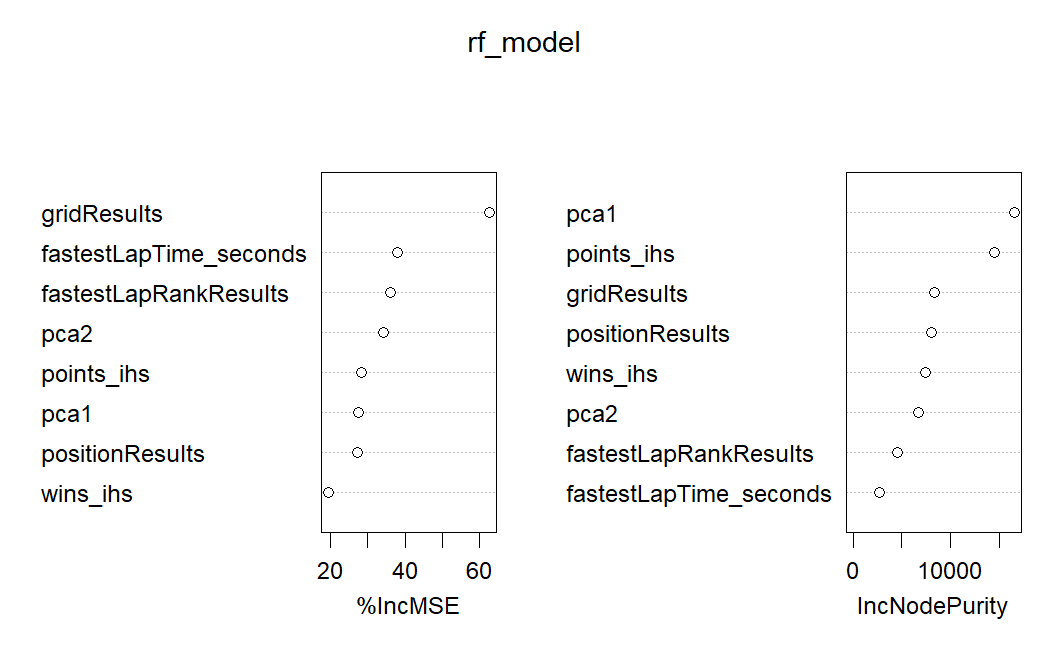 rf_model
gridResults
fastestLapTime_seconds
fastestLapRankResults
pca2
points_ihs
pca1
positionResults
wins_ihs
20 40 60
%IncMSE
pca1
points_ihs
gridResults
positionResults
wins_ihs
pca2
fastestLapRankResults
fastestLapTime_seconds
0 10000
IncNodePurity